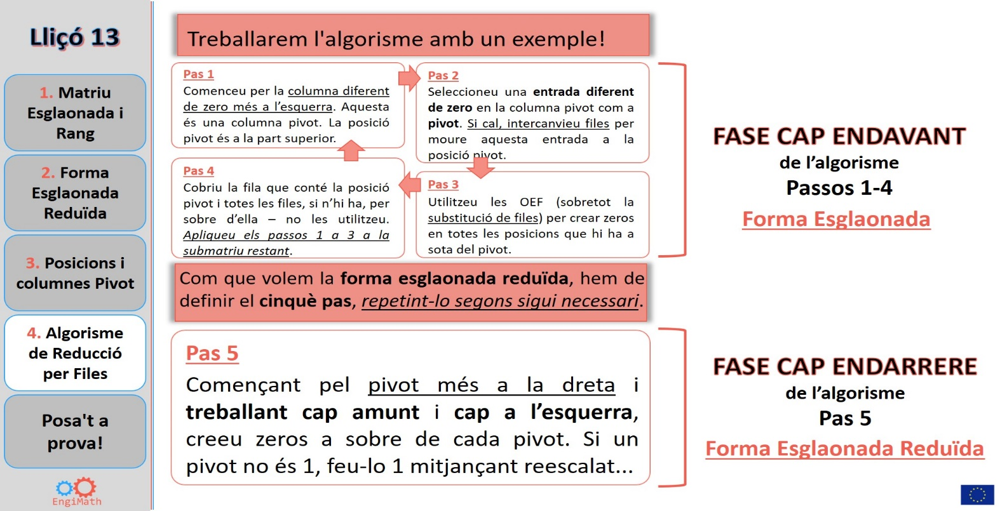 Lliçó 13
1. Matriu
Esglaonada i
Rang
2. Forma
Esglaonada
Reduïda
3. Posicions i
columnes Pivot
4. Algorisme
de Reducció
per Files
Posa't a
prova!
EngiMath
Treballarem l'algorisme amb un exemple!
Pas 1
Comenceu per la columna diferent
de zero més a l’esquerra. Aquesta
és una columna pivot. La posició
pivot és a la part superior.
Pas 2
Seleccioneu una entrada diferent
de zero en la columna pivot com a
pivot. Si cal, intercanvieu files per
moure aquesta entrada a la
posició pivot.
Pas 3
Utilitzeu les OEF (sobretot la
substitució de files) per crear zeros
en totes les posicions que hi ha a
sota del pivot.
Pas 4
Cobriu la fila que conté la posició
pivot i totes les files, si n’hi ha, per
sobre d’ella – no les utilitzeu.
Apliqueu els passos 1 a 3 a la
submatriu restant.
Com que volem la forma esglaonada reduïda, hem de
definir el cinquè pas, repetint-lo segons sigui necessari.
Pas 5
Començant pel pivot més a la dreta i
treballant cap amunt i cap a l’esquerra,
creeu zeros a sobre de cada pivot. Si un
pivot no és 1, feu-lo 1 mitjançant reescalat...
FASE CAP ENDAVANT
de l’algorisme
Passos 1-4
Forma Esglaonada
FASE CAP ENDARRERE
de l’algorisme
Pas 5
Forma Esglaonada Reduïda